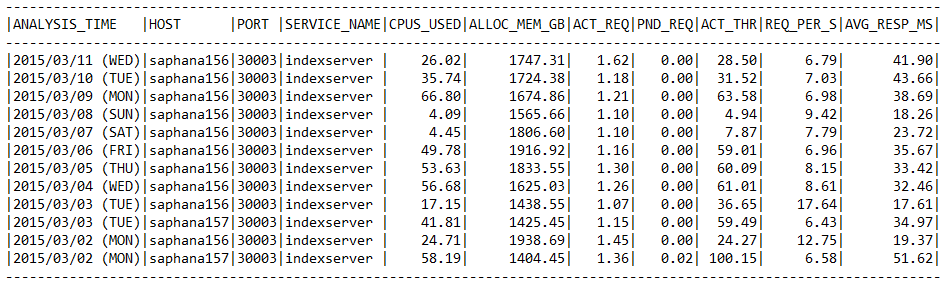 |ANALYSIS_TIME   |HOST      |PORT |SERVICE_NAME|CPUS_USED|ALLOC_MEM_GB|ACT_REQ|PND_REQ|ACT_THR|REQ_PER_S|AVG_RESP_MS|
|2015/03/11 (WED)|saphana156|30003|indexserver |    26.02|     1747.31|   1.62|   0.00|  28.50|     6.79|      41.90|
|2015/03/10 (TUE)|saphana156|30003|indexserver |    35.74|     1724.38|   1.18|   0.00|  31.52|     7.03|      43.66|
|2015/03/09 (MON)|saphana156|30003|indexserver |    66.80|     1674.86|   1.21|   0.00|  63.58|     6.98|      38.69|
|2015/03/08 (SUN)|saphana156|30003|indexserver |     4.09|     1565.66|   1.10|   0.00|   4.94|     9.42|      18.26|
|2015/03/07 (SAT)|saphana156|30003|indexserver |     4.45|     1806.60|   1.10|   0.00|   7.87|     7.79|      23.72|
|2015/03/06 (FRI)|saphana156|30003|indexserver |    49.78|     1916.92|   1.16|   0.00|  59.01|     6.96|      35.67|
|2015/03/05 (THU)|saphana156|30003|indexserver |    53.63|     1833.55|   1.30|   0.00|  60.09|     8.15|      33.42|
|2015/03/04 (WED)|saphana156|30003|indexserver |    56.68|     1625.03|   1.26|   0.00|  61.01|     8.61|      32.46|
|2015/03/03 (TUE)|saphana156|30003|indexserver |    17.15|     1438.55|   1.07|   0.00|  36.65|    17.64|      17.61|
|2015/03/03 (TUE)|saphana157|30003|indexserver |    41.81|     1425.45|   1.15|   0.00|  59.49|     6.43|      34.97|
|2015/03/02 (MON)|saphana156|30003|indexserver |    24.71|     1938.69|   1.45|   0.00|  24.27|    12.75|      19.37|
|2015/03/02 (MON)|saphana157|30003|indexserver |    58.19|     1404.45|   1.36|   0.02| 100.15|     6.58|      51.62|